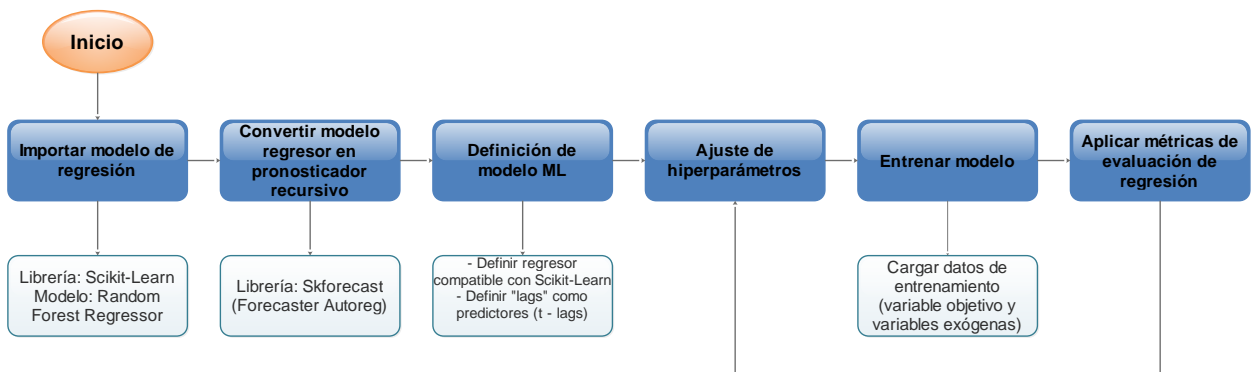 Inicio
Importar modelo de
regresión
Convertir modelo
regresor en
pronosticador
recursivo
Definición de
modelo ML
Ajuste de
hiperparámetros
Entrenar modelo
Aplicar métricas de
evaluación de
regresión
Librería: Scikit-Learn
Modelo: Random
Forest Regressor
Librería: Skforecast
(Forecaster Autoreg)
- Definir regresor
compatible con Scikit-Learn
- Definir "lags" como
predictores (t - lags)
Cargar datos de
entrenamiento
(variable objetivo y
variables exógenas)